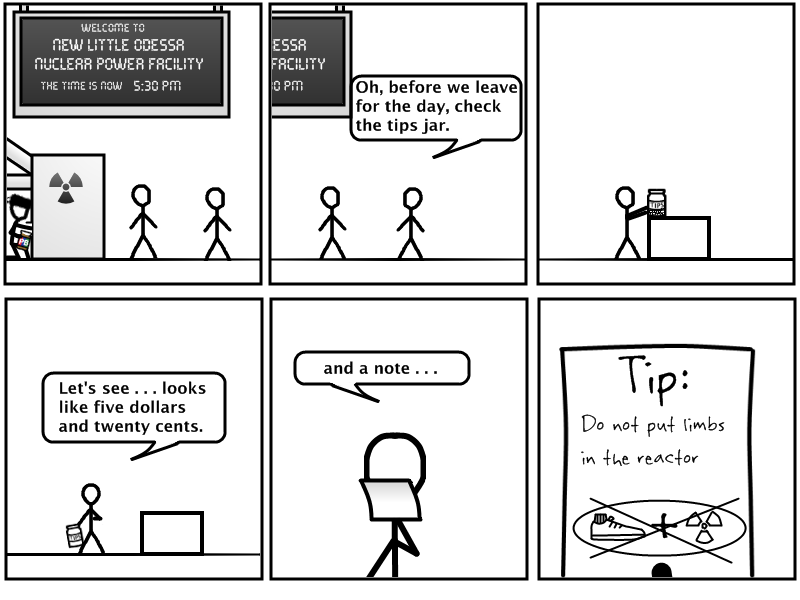 WELCOME TO
NEW LITTLE ODESSA
NUCLEAR POWER FACILITY
THE TIME IS NOW 5:30 PM
ESSA
FACILITY
0 PM
Oh, before we leave
for the day, check
the tips jar.
TIPS
Let's see . . . looks
like five dollars
and twenty cents.
and a note . . .
Tip:
Do not put limbs
in the reactor